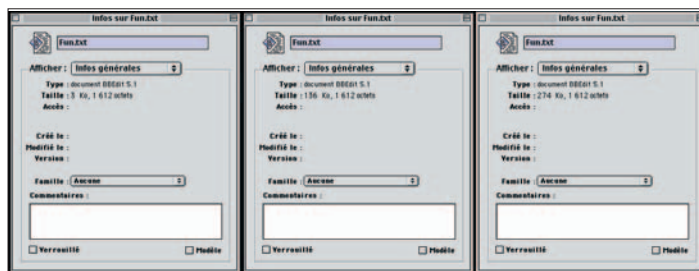 Infos sur Fun.txt
Fun.txt
Afficher : Infos générales
Type : document BBEdit 5.1
Taille : 3 Ko, 1 612 octets
Accès :
Créé le :
Modifié le :
Version :
Famille : Aucune
Commentaires :
Verrouillé Modèle
Infos sur Fun.txt
Fun.txt
Afficher : Infos générales
Type : document BBEdit 5.1
Taille : 136 Ko, 1 612 octets
Accès :
Créé le :
Modifié le :
Version :
Famille : Aucune
Commentaires :
Verrouillé Modèle
Infos sur Fun.txt
Fun.txt
Afficher : Infos générales
Type : document BBEdit 5.1
Taille : 274 Ko, 1 612 octets
Accès :
Créé le :
Modifié le :
Version :
Famille : Aucune
Commentaires :
Verrouillé Modèle